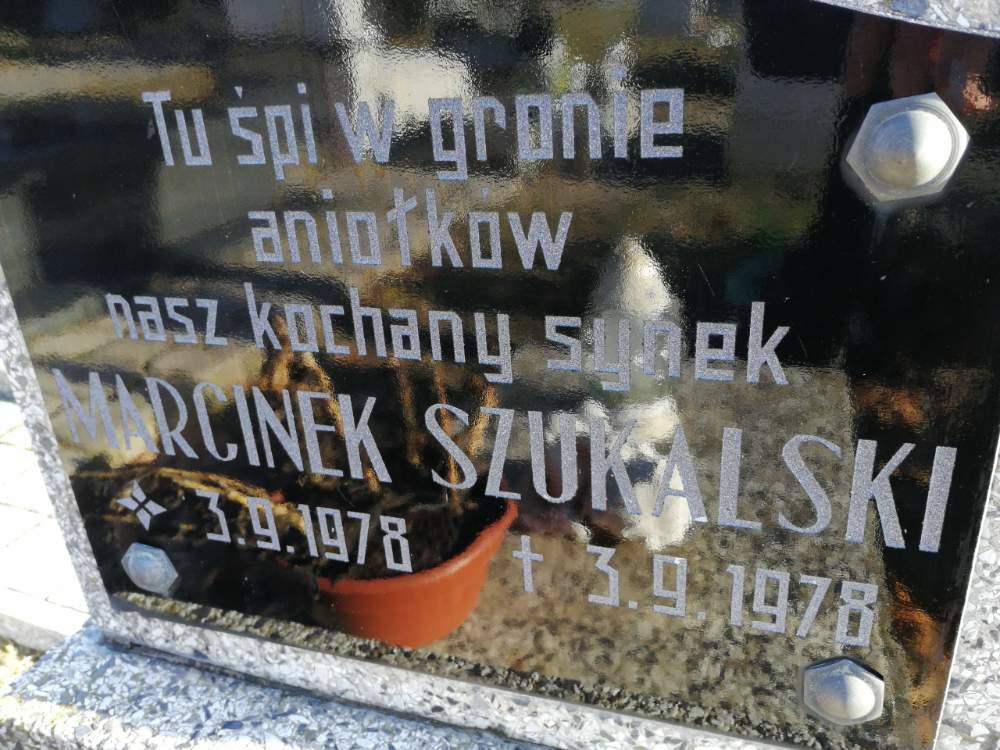 Tu śpi w gronie
aniołków
nasz kochany synek
MARCINEK SZUKALSKI
3.9.1978 † 3.9.1978